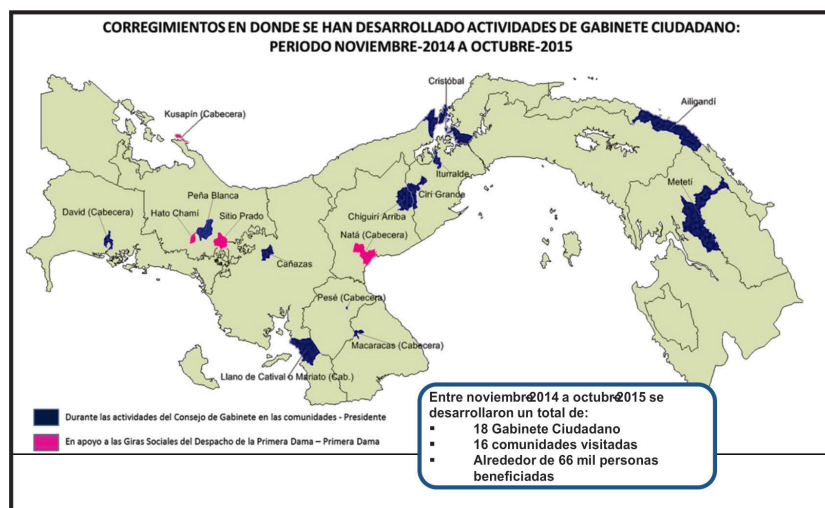 CORREGIMIENTOS EN DONDE SE HAN DESARROLLADO ACTIVIDADES DE GABINETE CIUDADANO:
PERIODO NOVIEMBRE-2014 A OCTUBRE-2015
Cristóbal
Ailigandí
Kusapín (Cabecera)
Iturralde
Peña Blanca
Cirí Grande
Metetí
Hato Chamí
Sitio Prado
Chiguirí Arriba
David (Cabecera)
Natá (Cabecera)
Cañazas
Pesé (Cabecera)
Macaracas (Cabecera)
Llano de Catival o Mariato (Cab.)
Durante las actividades del Consejo de Gabinete en las comunidades - Presidente
En apoyo a las Giras Sociales del Despacho de la Primera Dama – Primera Dama
Entre noviembre-2014 a octubre-2015 se
desarrollaron un total de:
▪ 18 Gabinete Ciudadano
▪ 16 comunidades visitadas
▪ Alrededor de 66 mil personas
beneficiadas